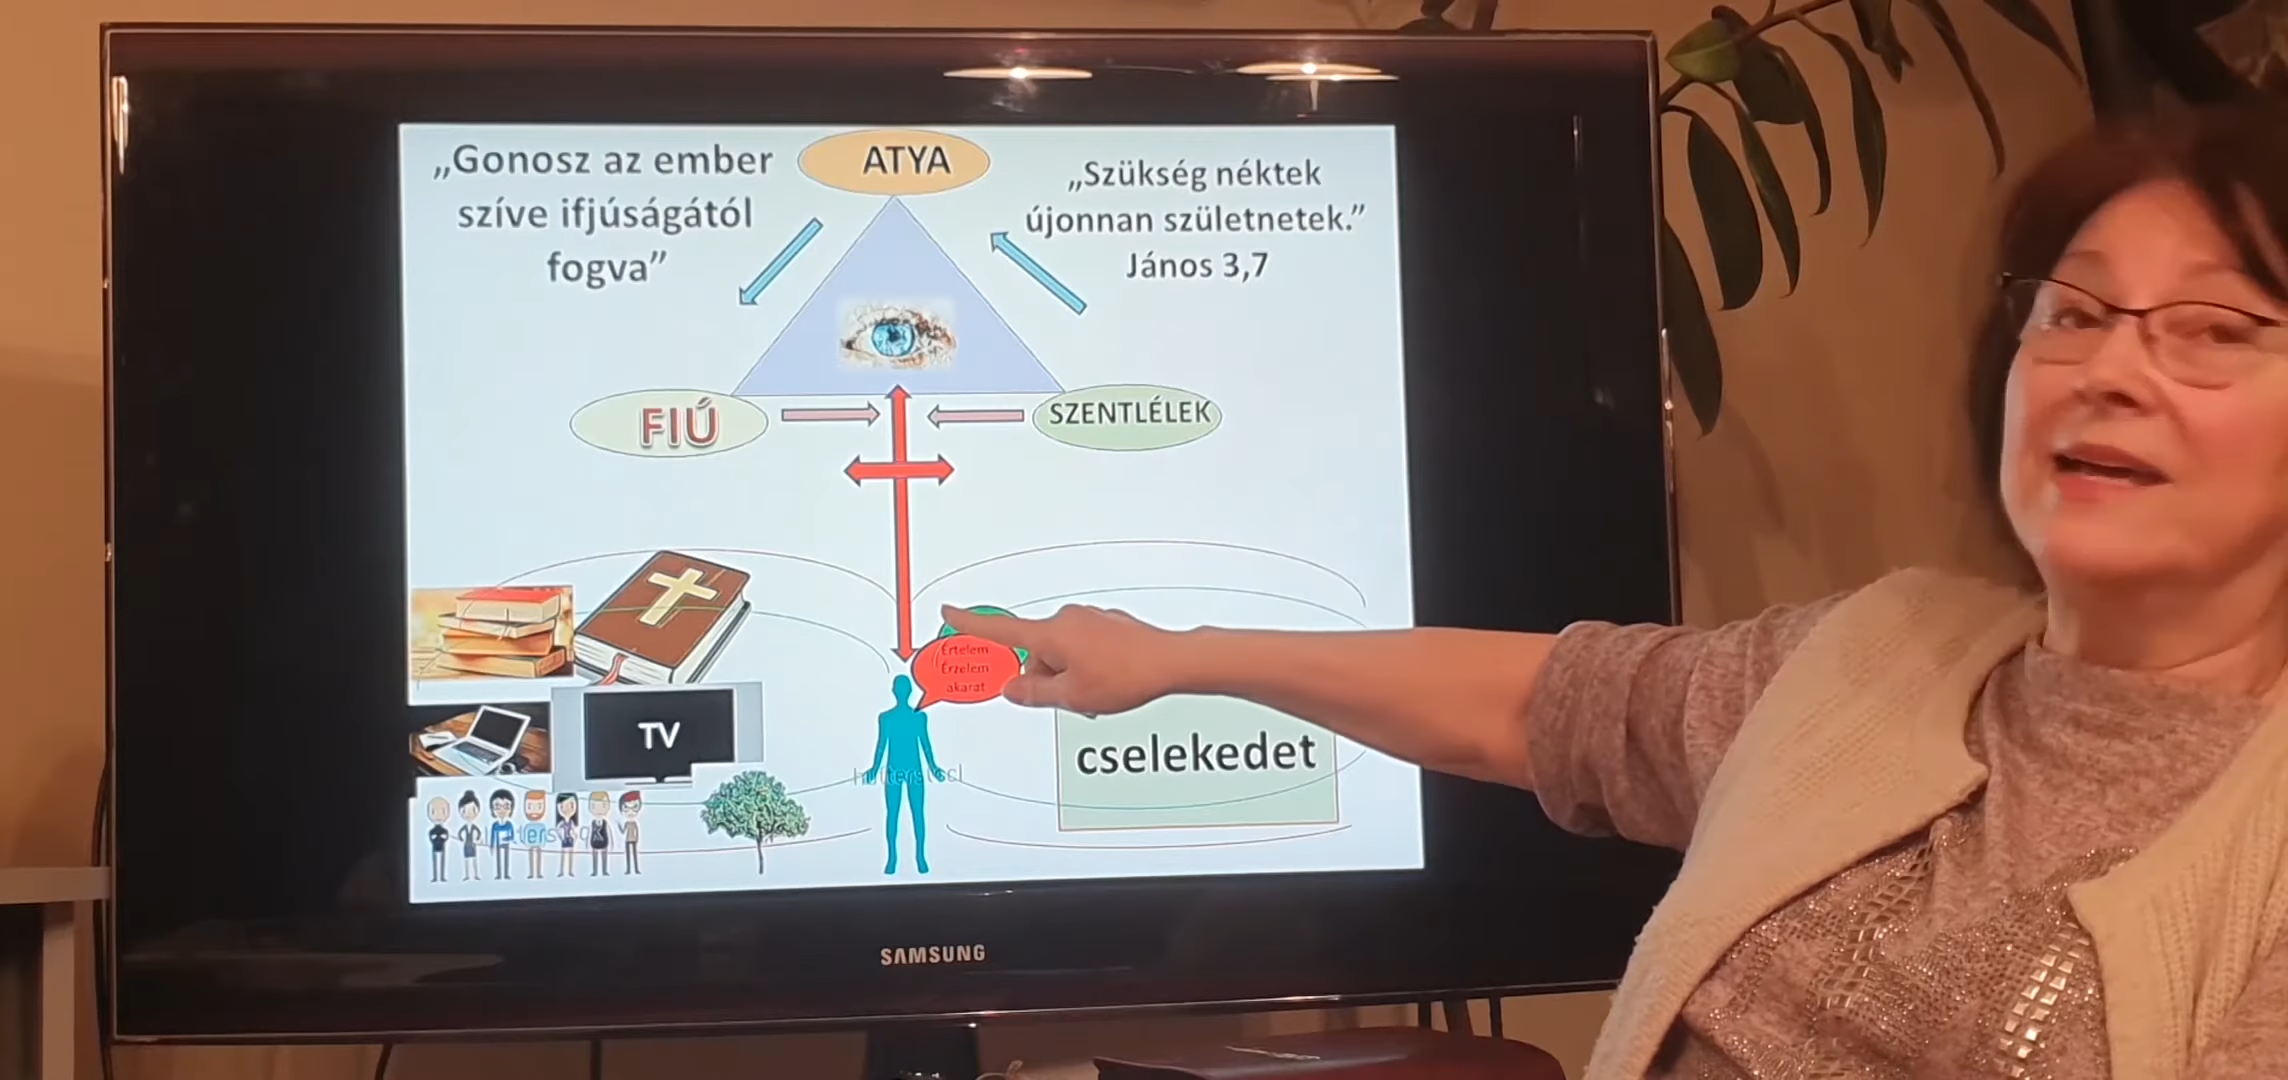 „Gonosz az ember
szíve ifjúságától
fogva”
ATYA
„Szükség néktek
újonnan születnetek.”
János 3,7
FIÚ
SZENTLÉLEK
Értelem
Érzelem
akarat
TV
cselekedet
SAMSUNG